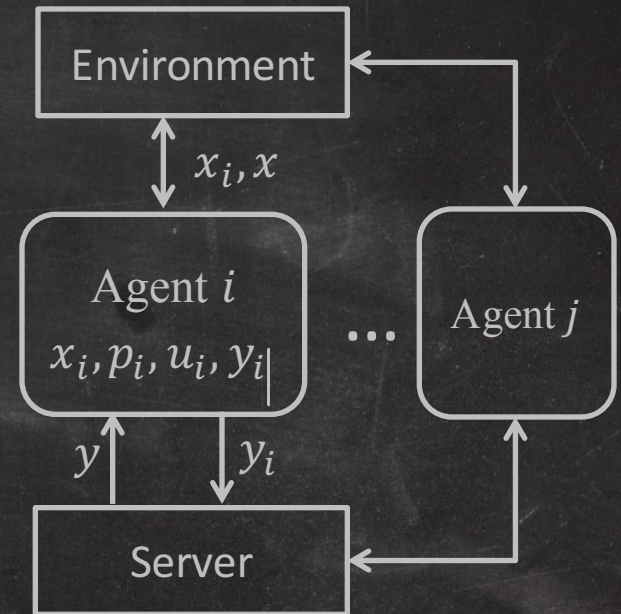 Environment
x_i, x
Agent i
x_i, p_i, u_i, y_i
...
Agent j
y
y_i
Server